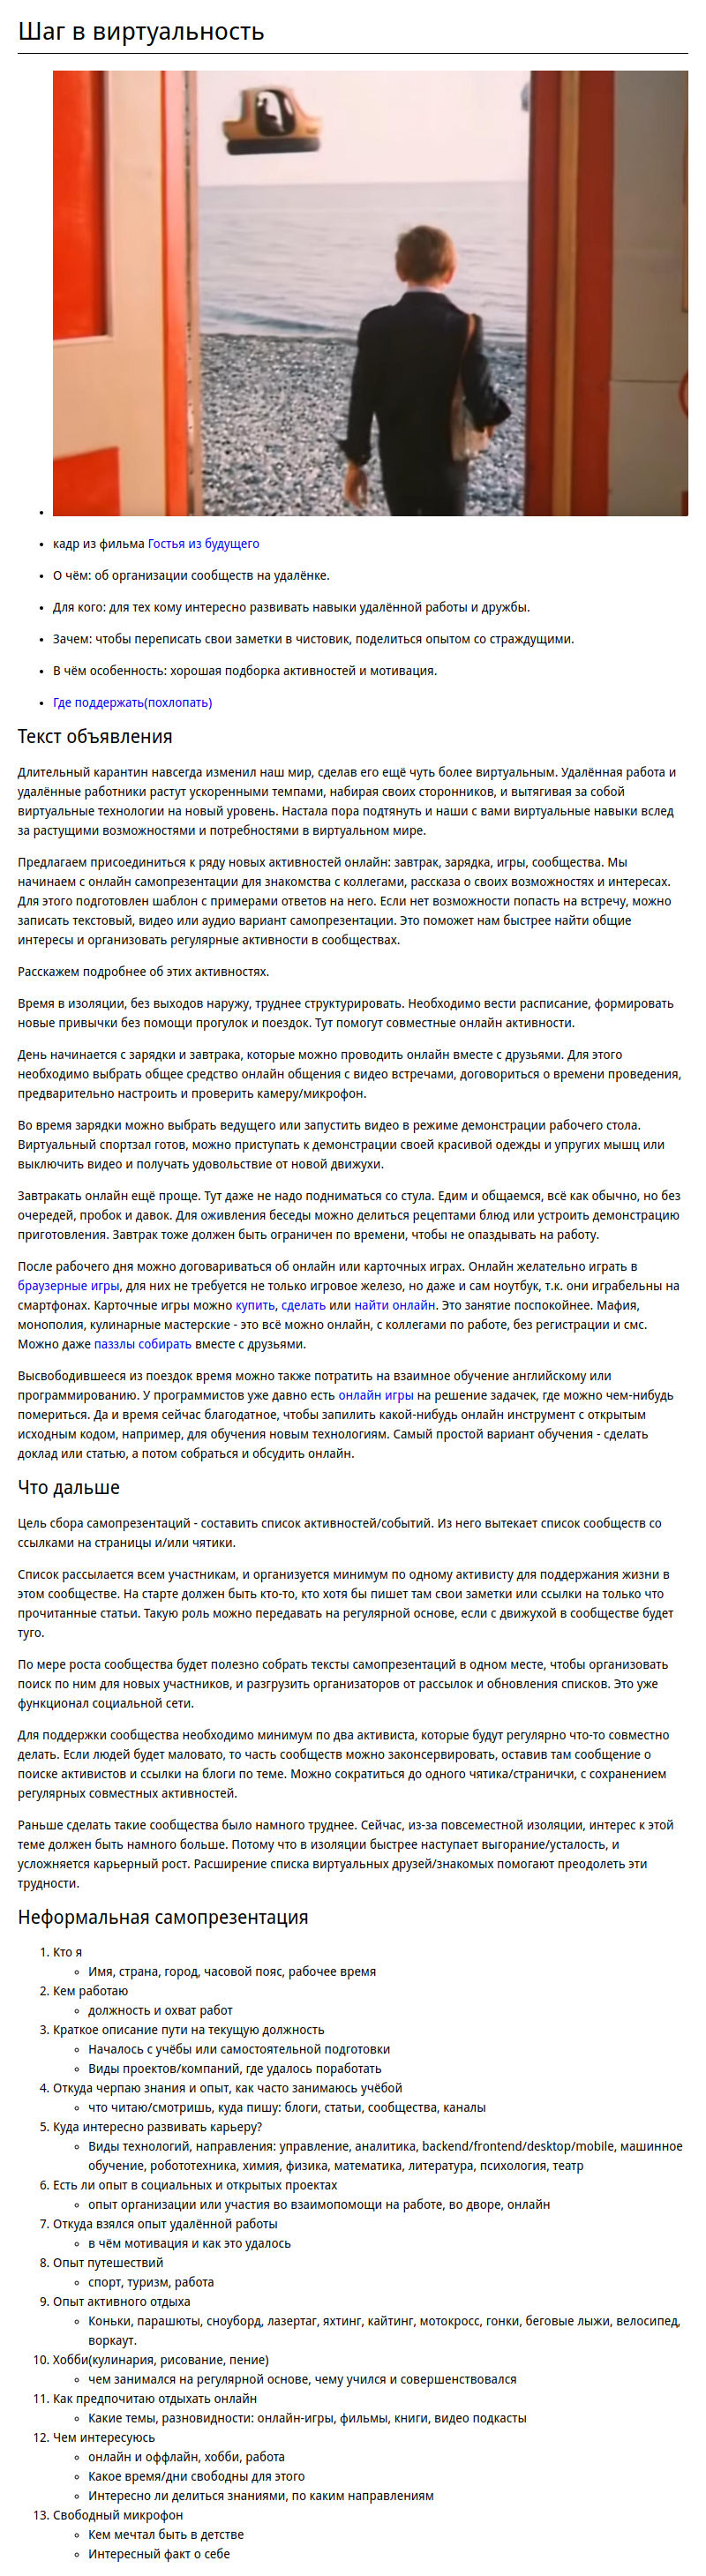 Шаг в виртуальность
кадр из фильма Гостья из будущего
О чём: об организации сообществ на удалёнке.
Для кого: для тех кому интересно развивать навыки удалённой работы и дружбы.
Зачем: чтобы переписать свои заметки в чистовик, поделиться опытом со страждущими.
В чём особенность: хорошая подборка активностей и мотивация.
Где поддержать(похлопать)
Текст объявления
Длительный карантин навсегда изменил наш мир, сделав его ещё чуть более виртуальным. Удалённая работа и
удалённые работники растут ускоренными темпами, набирая своих сторонников, и вытягивая за собой
виртуальные технологии на новый уровень. Настала пора подтянуть и наши с вами виртуальные навыки вслед
за растущими возможностями и потребностями в виртуальном мире.
Предлагаем присоединиться к ряду новых активностей онлайн: завтрак, зарядка, игры, сообщества. Мы
начинаем с онлайн самопрезентации для знакомства с коллегами, рассказа о своих возможностях и интересах.
Для этого подготовлен шаблон с примерами ответов на него. Если нет возможности попасть на встречу, можно
записать текстовый, видео или аудио вариант самопрезентации. Это поможет нам быстрее найти общие
интересы и организовать регулярные активности в сообществах.
Расскажем подробнее об этих активностях.
Время в изоляции, без выходов наружу, труднее структурировать. Необходимо вести расписание, формировать
новые привычки без помощи прогулок и поездок. Тут помогут совместные онлайн активности.
День начинается с зарядки и завтрака, которые можно проводить онлайн вместе с друзьями. Для этого
необходимо выбрать общее средство онлайн общения с видео встречами, договориться о времени проведения,
предварительно настроить и проверить камеру/микрофон.
Во время зарядки можно выбрать ведущего или запустить видео в режиме демонстрации рабочего стола.
Виртуальный спортзал готов, можно приступать к демонстрации своей красивой одежды и упругих мышц или
выключить видео и получать удовольствие от новой движухи.
Завтракать онлайн ещё проще. Тут даже не надо подниматься со стула. Едим и общаемся, всё как обычно, но без
очередей, пробок и давок. Для оживления беседы можно делиться рецептами блюд или устроить демонстрацию
приготовления. Завтрак тоже должен быть ограничен по времени, чтобы не опаздывать на работу.
После рабочего дня можно договариваться об онлайн или карточных играх. Онлайн желательно играть в
браузерные игры, для них не требуется не только игровое железо, но даже и сам ноутбук, т.к. они играбельны на
смартфонах. Карточные игры можно купить, сделать или найти онлайн. Это занятие поспокойнее. Мафия,
монополия, кулинарные мастерские - это всё можно онлайн, с коллегами по работе, без регистрации и смс.
Можно даже паззлы собирать вместе с друзьями.
Высвободившееся из поездок время можно также потратить на взаимное обучение английскому или
программированию. У программистов уже давно есть онлайн игры на решение задачек, где можно чем-нибудь
помериться. Да и время сейчас благодатное, чтобы запилить какой-нибудь онлайн инструмент с открытым
исходным кодом, например, для обучения новым технологиям. Самый простой вариант обучения - сделать
доклад или статью, а потом собраться и обсудить онлайн.
Что дальше
Цель сбора самопрезентаций - составить список активностей/событий. Из него вытекает список сообществ со
ссылками на страницы и/или чятики.
Список рассылается всем участникам, и организуется минимум по одному активисту для поддержания жизни в
этом сообществе. На старте должен быть кто-то, кто хотя бы пишет там свои заметки или ссылки на только что
прочитанные статьи. Такую роль можно передавать на регулярной основе, если с движухой в сообществе будет
туго.
По мере роста сообщества будет полезно собрать тексты самопрезентаций в одном месте, чтобы организовать
поиск по ним для новых участников, и разгрузить организаторов от рассылок и обновления списков. Это уже
функционал социальной сети.
Для поддержки сообщества необходимо минимум по два активиста, которые будут регулярно что-то совместно
делать. Если людей будет маловато, то часть сообществ можно законсервировать, оставив там сообщение о
поиске активистов и ссылки на блоги по теме. Можно сократиться до одного чятика/странички, с сохранением
регулярных совместных активностей.
Раньше сделать такие сообщества было намного труднее. Сейчас, из-за повсеместной изоляции, интерес к этой
теме должен быть намного больше. Потому что в изоляции быстрее наступает выгорание/усталость, и
усложняется карьерный рост. Расширение списка виртуальных друзей/знакомых помогают преодолеть эти
трудности.
Неформальная самопрезентация
1. Кто я
Имя, страна, город, часовой пояс, рабочее время
2. Кем работаю
должность и охват работ
3. Краткое описание пути на текущую должность
Началось с учёбы или самостоятельной подготовки
Виды проектов/компаний, где удалось поработать
4. Откуда черпаю знания и опыт, как часто занимаюсь учёбой
что читаю/смотришь, куда пишу: блоги, статьи, сообщества, каналы
5. Куда интересно развивать карьеру?
Виды технологий, направления: управление, аналитика, backend/frontend/desktop/mobile, машинное
обучение, робототехника, химия, физика, математика, литература, психология, театр
6. Есть ли опыт в социальных и открытых проектах
опыт организации или участия во взаимопомощи на работе, во дворе, онлайн
7. Откуда взялся опыт удалённой работы
в чём мотивация и как это удалось
8. Опыт путешествий
спорт, туризм, работа
9. Опыт активного отдыха
Коньки, парашюты, сноуборд, лазертаг, яхтинг, кайтинг, мотокросс, гонки, беговые лыжи, велосипед,
воркаут.
10. Хобби(кулинария, рисование, пение)
чем занимался на регулярной основе, чему учился и совершенствовался
11. Как предпочитаю отдыхать онлайн
Какие темы, разновидности: онлайн-игры, фильмы, книги, видео подкасты
12. Чем интересуюсь
онлайн и оффлайн, хобби, работа
Какое время/дни свободны для этого
Интересно ли делиться знаниями, по каким направлениям
13. Свободный микрофон
Кем мечтал быть в детстве
Интересный факт о себе